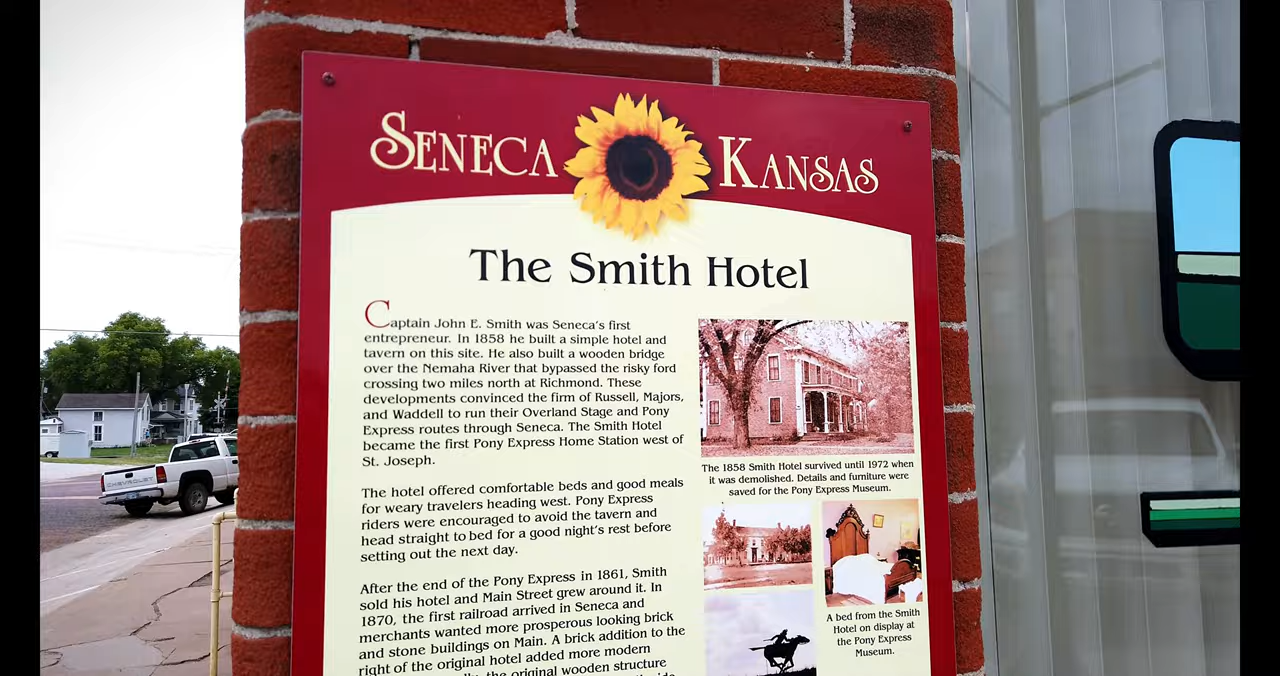 SENECA KANSAS
The Smith Hotel
Captain John E. Smith was Seneca's first
entrepreneur. In 1858 he built a simple hotel and
tavern on this site. He also built a wooden bridge
over the Nemaha River that bypassed the risky ford
crossing two miles north at Richmond. These
developments convinced the firm of Russell, Majors,
and Waddell to run their Overland Stage and Pony
Express routes through Seneca. The Smith Hotel
became the first Pony Express Home Station west of
St. Joseph.
The hotel offered comfortable beds and good meals
for weary travelers heading west. Pony Express
riders were encouraged to avoid the tavern and
head straight to bed for a good night's rest before
setting out the next day.
After the end of the Pony Express in 1861, Smith
sold his hotel and Main Street grew around it. In
1870, the first railroad arrived in Seneca and
merchants wanted more prosperous looking brick
and stone buildings on Main. A brick addition to the
right of the original hotel added more modern
the original wooden structure
The 1858 Smith Hotel survived until 1972 when
it was demolished. Details and furniture were
saved for the Pony Express Museum.
A bed from the Smith
Hotel on display at
the Pony Express
Museum.
CHEVROLET